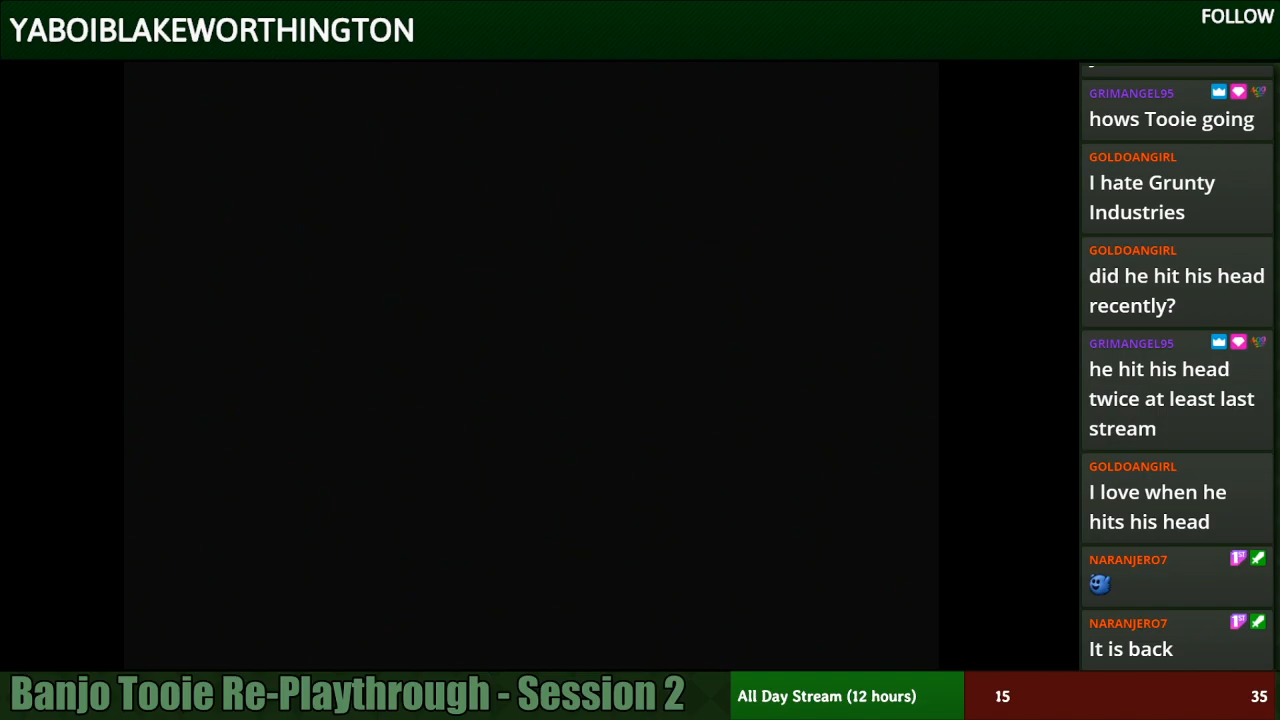 YABOIBLAKEWORTHINGTON
FOLLOW
GRIMANGEL95
hows Tooie going
GOLDOANGIRL
I hate Grunty
Industries
GOLDOANGIRL
did he hit his head
recently?
GRIMANGEL95
he hit his head
twice at least last
stream
GOLDOANGIRL
I love when he
hits his head
NARANJERO7
NARANJERO7
It is back
Banjo Tooie Re-Playthrough - Session 2
All Day Stream (12 hours)
15
35